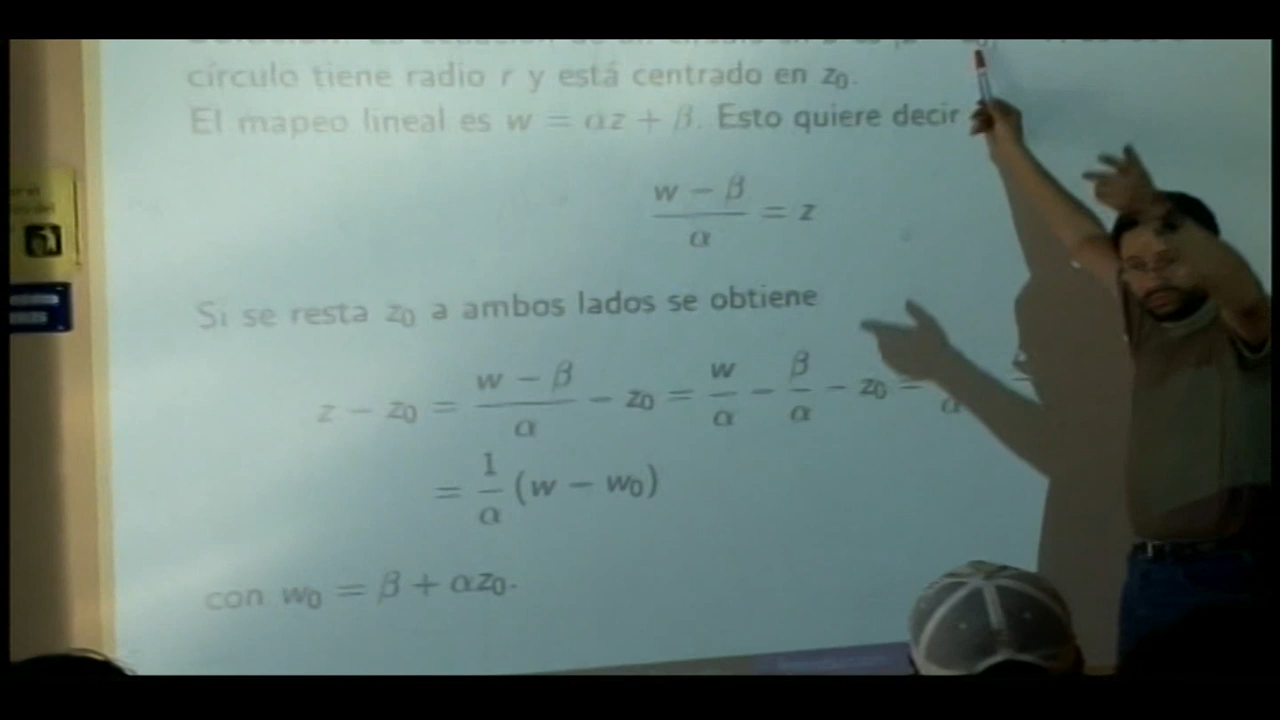 círculo tiene radio r y está centrado en z₀.
El mapeo lineal es w = αz + β. Esto quiere decir
(w − β)/α = z
Si se resta z₀ a ambos lados se obtiene
z − z₀ = (w − β)/α − z₀ = w/α − β/α − z₀ =
= 1/α (w − w₀)
con w₀ = β + αz₀.